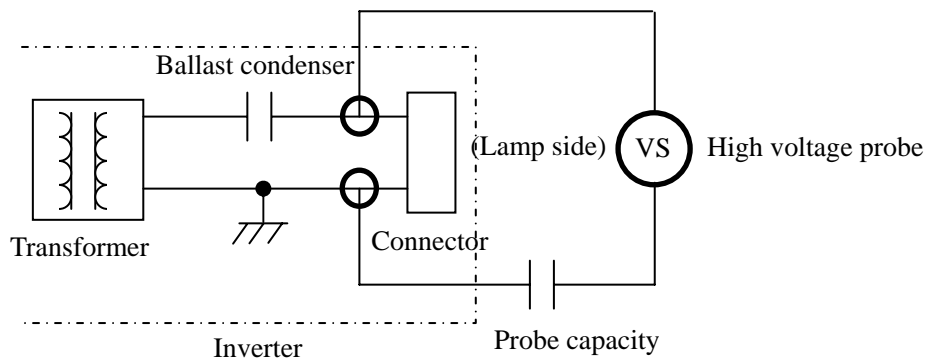 Ballast condenser
(Lamp side)
VS
High voltage probe
Transformer
Connector
Probe capacity
Inverter